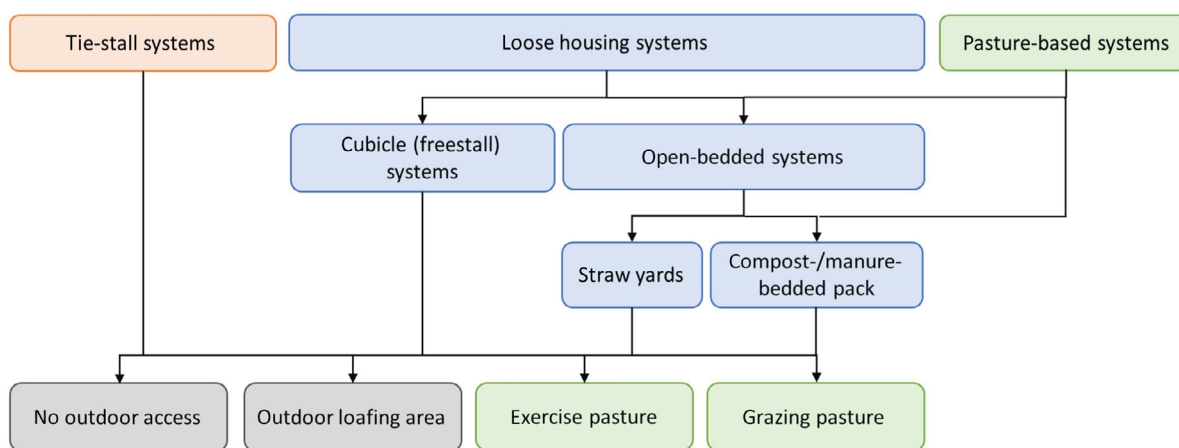 Tie-stall systems
Loose housing systems
Pasture-based systems
Cubicle (freestall)
systems
Open-bedded systems
Straw yards
Compost-/manure-
bedded pack
No outdoor access
Outdoor loafing area
Exercise pasture
Grazing pasture